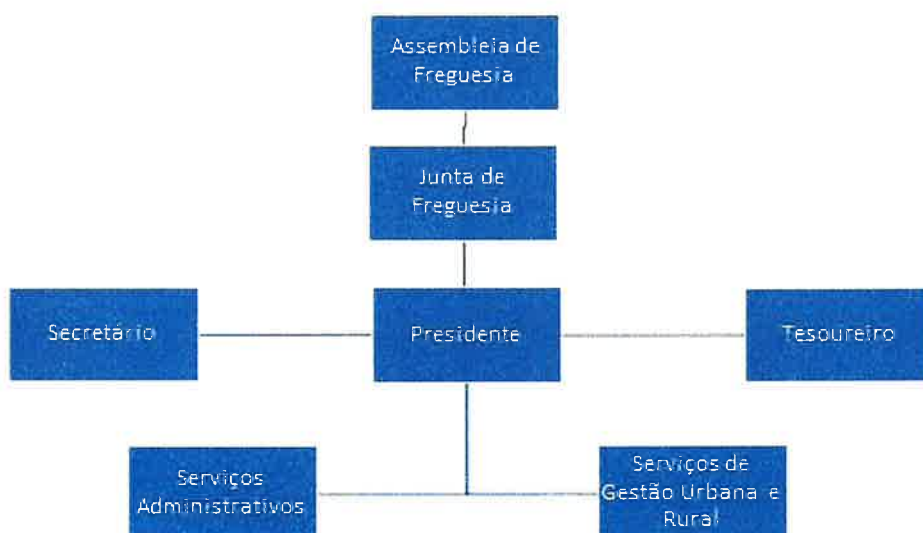 Assembleia de
Freguesia
Junta de
Freguesia
Secretário
Presidente
Tesoureiro
Serviços
Administrativos
Serviços de
Gestão Urbana e
Rural